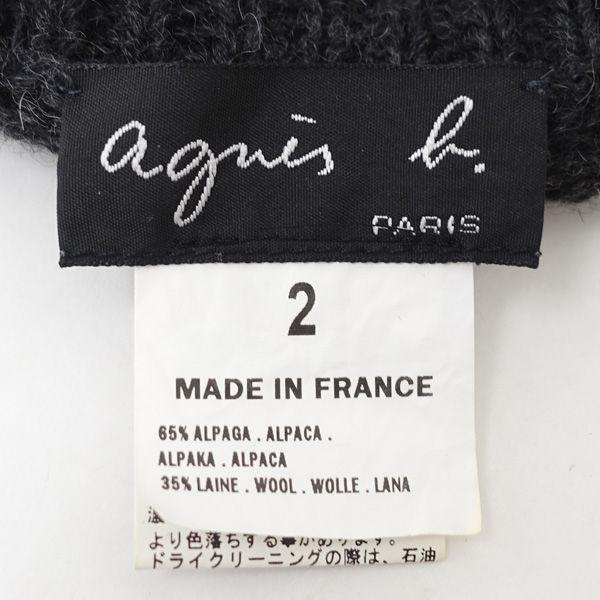 agnès b.
PARIS
2
MADE IN FRANCE
65% ALPAGA . ALPACA .
ALPAKA . ALPACA
35% LAINE . WOOL . WOLLE . LANA
より色落ちする事があります。
ドライクリーニングの際は、石油